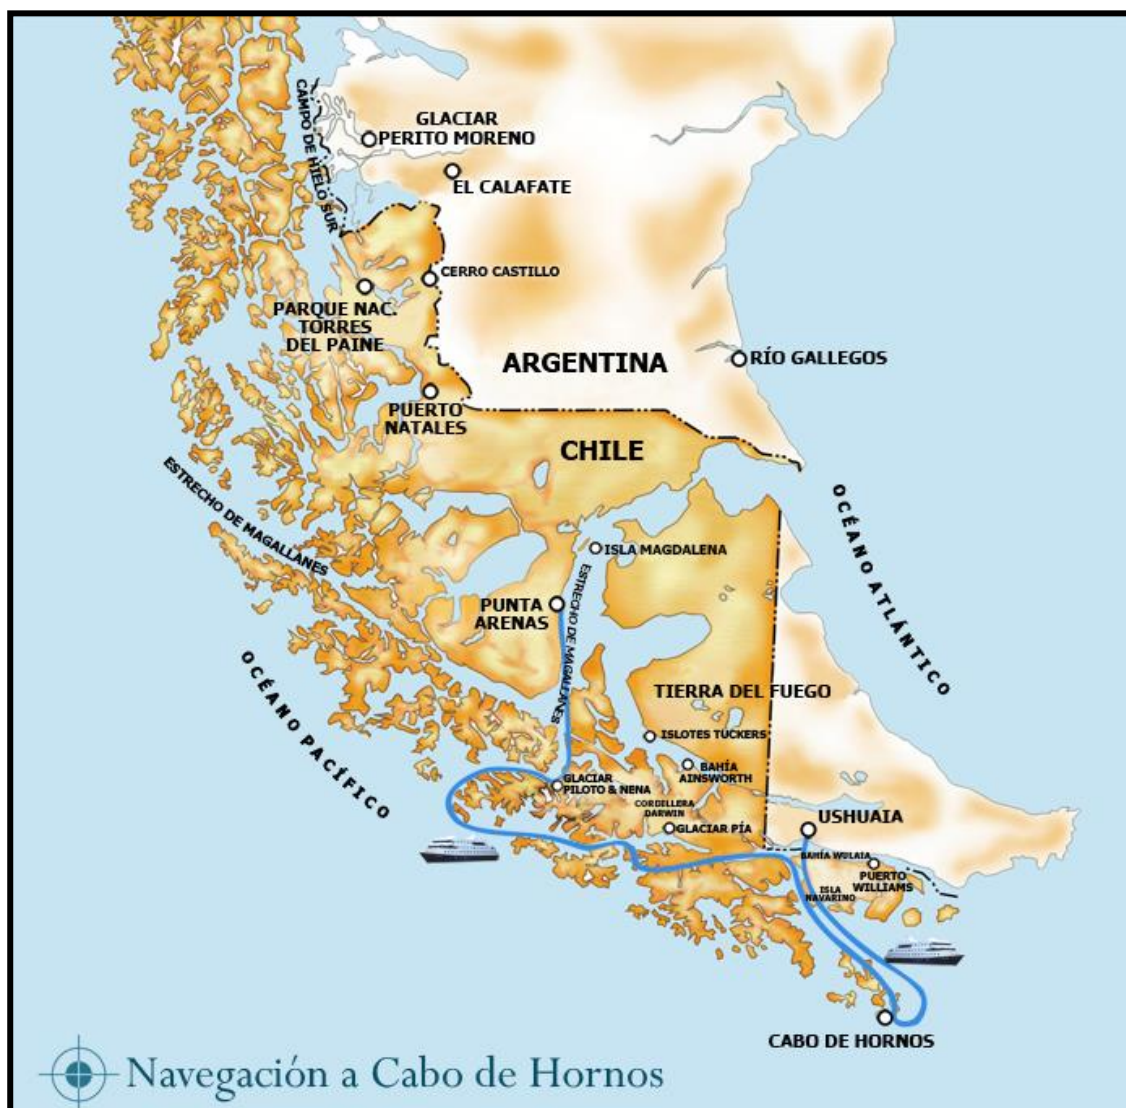 CAMPO DE HIELO SUR
GLACIAR
PERITO MORENO
EL CALAFATE
CERRO CASTILLO
PARQUE NAC.
TORRES
DEL PAINE
ARGENTINA
RÍO GALLEGOS
PUERTO
NATALES
CHILE
ESTRECHO DE MAGALLANES
OCÉANO ATLÁNTICO
ISLA MAGDALENA
ESTRECHO DE MAGALLANES
PUNTA
ARENAS
OCÉANO PACÍFICO
TIERRA DEL FUEGO
ISLOTES TUCKERS
BAHÍA
AINSWORTH
GLACIAR
PILOTO & NENA
CORDILLERA
DARWIN
GLACIAR PÍA
USHUAIA
BAHÍA WULAIA
PUERTO
WILLIAMS
ISLA
NAVARINO
CABO DE HORNOS
Navegación a Cabo de Hornos